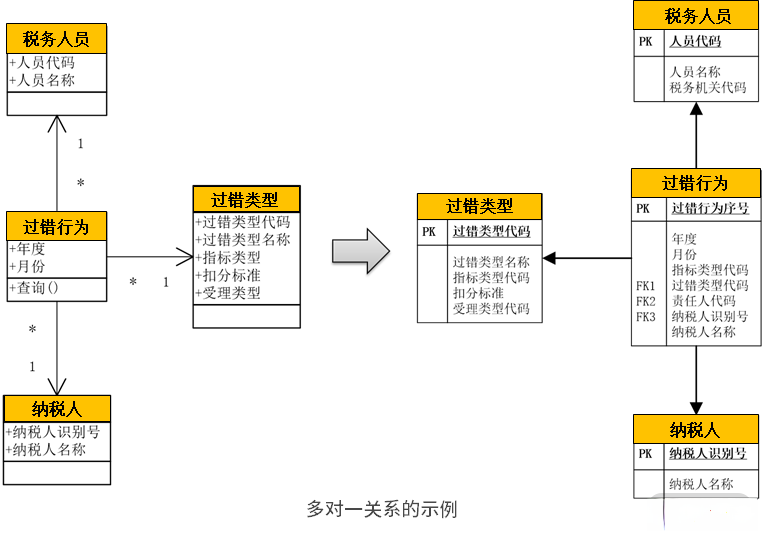 税务人员
+人员代码
+人员名称
1
*
过错行为
+年度
+月份
+查询()
*
1
*
1
纳税人
+纳税人识别号
+纳税人名称
过错类型
+过错类型代码
+过错类型名称
+指标类型
+扣分标准
+受理类型
过错类型
PK 过错类型代码
过错类型名称
指标类型代码
扣分标准
受理类型代码
税务人员
PK 人员代码
人员名称
税务机关代码
过错行为
PK 过错行为序号
年度
月份
指标类型代码
FK1 过错类型代码
FK2 责任人代码
FK3 纳税人识别号
纳税人名称
纳税人
PK 纳税人识别号
纳税人名称
多对一关系的示例